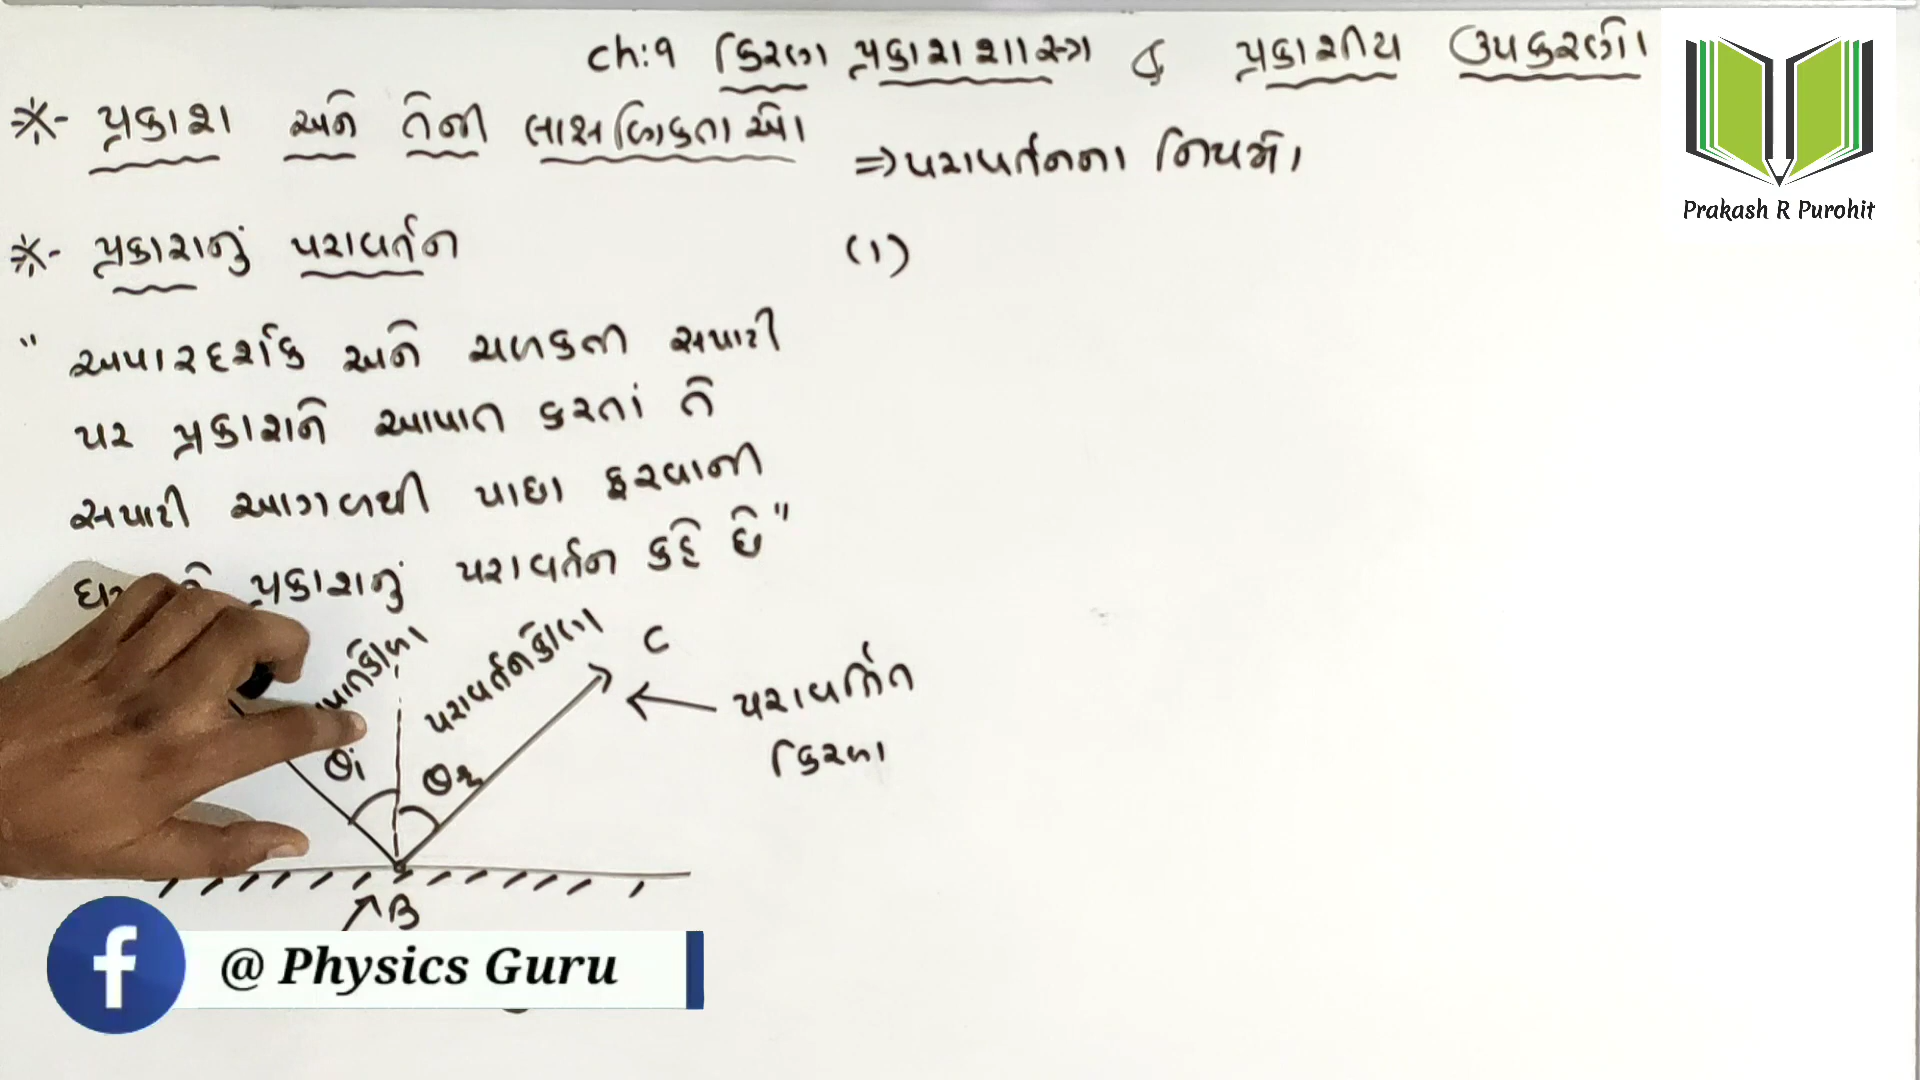 ch:9 કિરણ પ્રકાશશાસ્ત્ર & પ્રકાશીય ઉપકરણો
Prakash R Purohit
* પ્રકાશ અને તેની લાક્ષણિકતાઓ
⇒ પરાવર્તનના નિયમો
* પ્રકાશનું પરાવર્તન
(1)
" અપારદર્શક અને ચળકતી સપાટી
પર પ્રકાશને આપાત કરતાં તે
સપાટી આગળથી પાછા ફરવાની
પ્રકાશનું પરાવર્તન કહે છે"
પરાવર્તનકોણ
C
પરાવર્તિત
કિરણ
θi
θr
B
@ Physics Guru